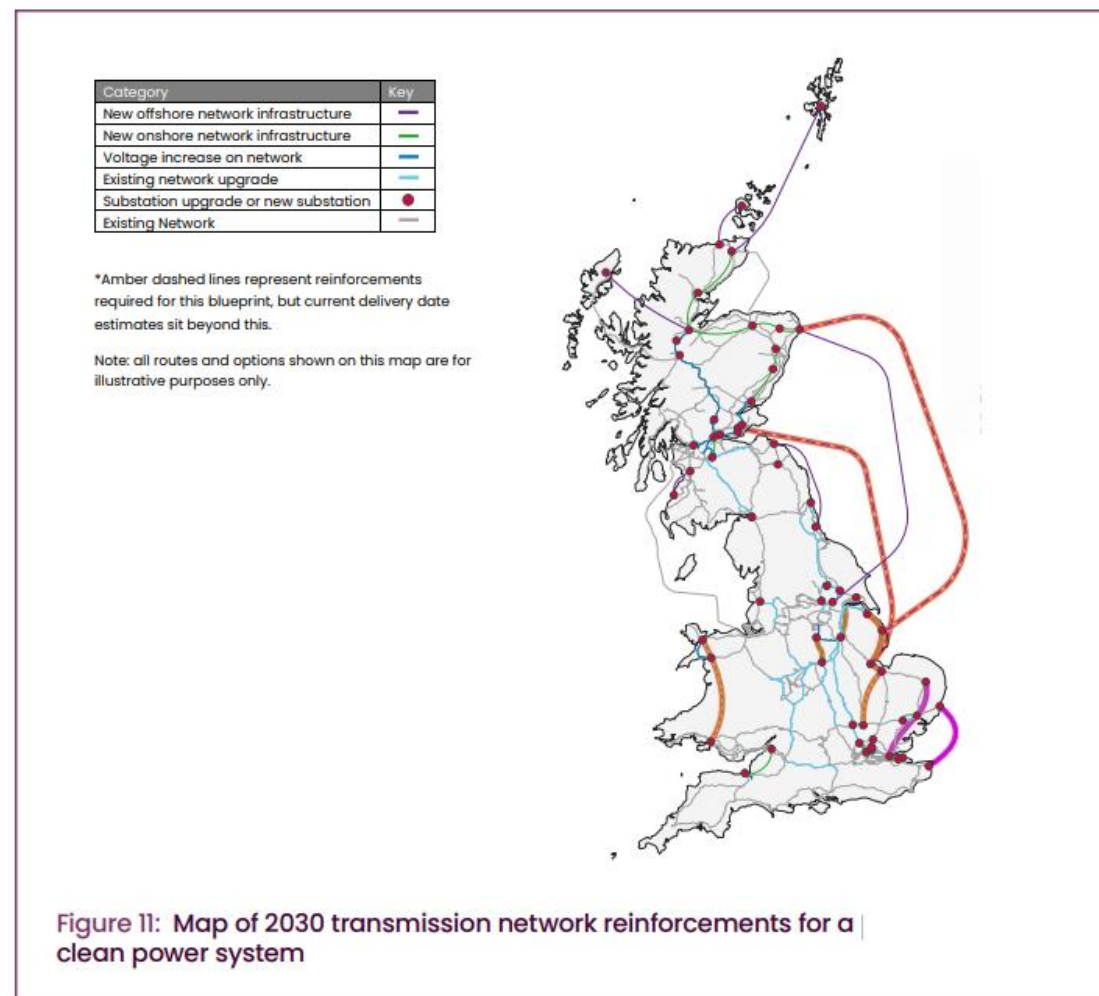 Category Key
New offshore network infrastructure
New onshore network infrastructure
Voltage increase on network
Existing network upgrade
Substation upgrade or new substation
Existing Network
*Amber dashed lines represent reinforcements
required for this blueprint, but current delivery date
estimates sit beyond this.
Note: all routes and options shown on this map are for
illustrative purposes only.
Figure 11: Map of 2030 transmission network reinforcements for a
clean power system